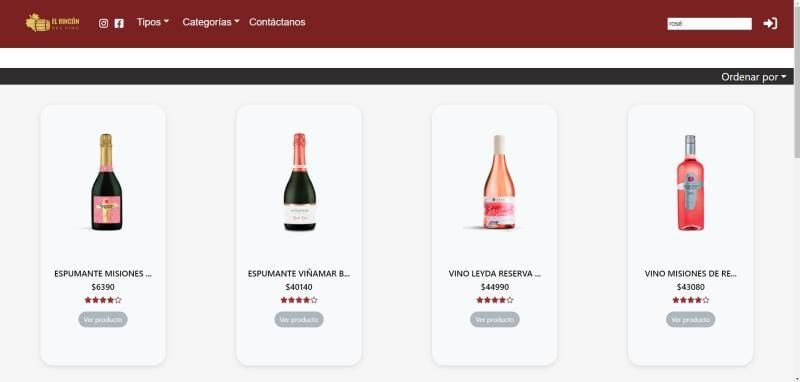 EL RINCÓN
DEL VINO
Tipos
Categorías
Contáctanos
rosé
Ordenar por
ESPUMANTE MISIONES ...
$6390
Ver producto
ESPUMANTE VIÑAMAR B...
$40140
Ver producto
VINO LEYDA RESERVA ...
$44990
Ver producto
VINO MISIONES DE RE...
$43080
Ver producto